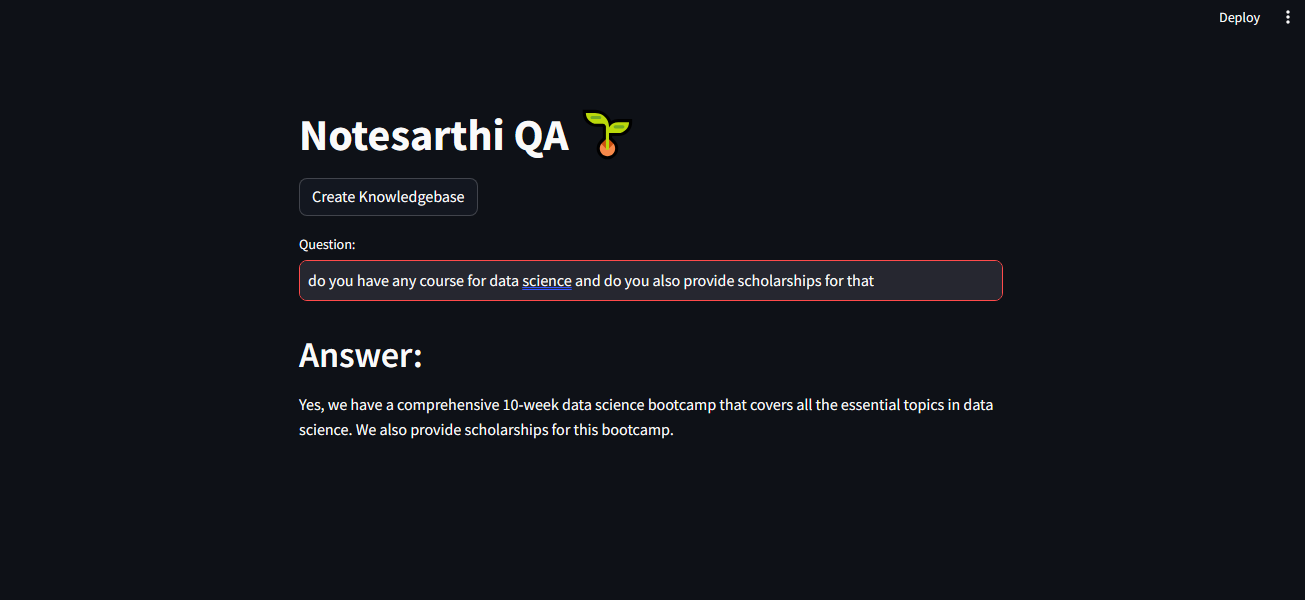 Deploy
Notesarthi QA 🌱
Create Knowledgebase
Question:
do you have any course for data science and do you also provide scholarships for that
Answer:
Yes, we have a comprehensive 10-week data science bootcamp that covers all the essential topics in data
science. We also provide scholarships for this bootcamp.